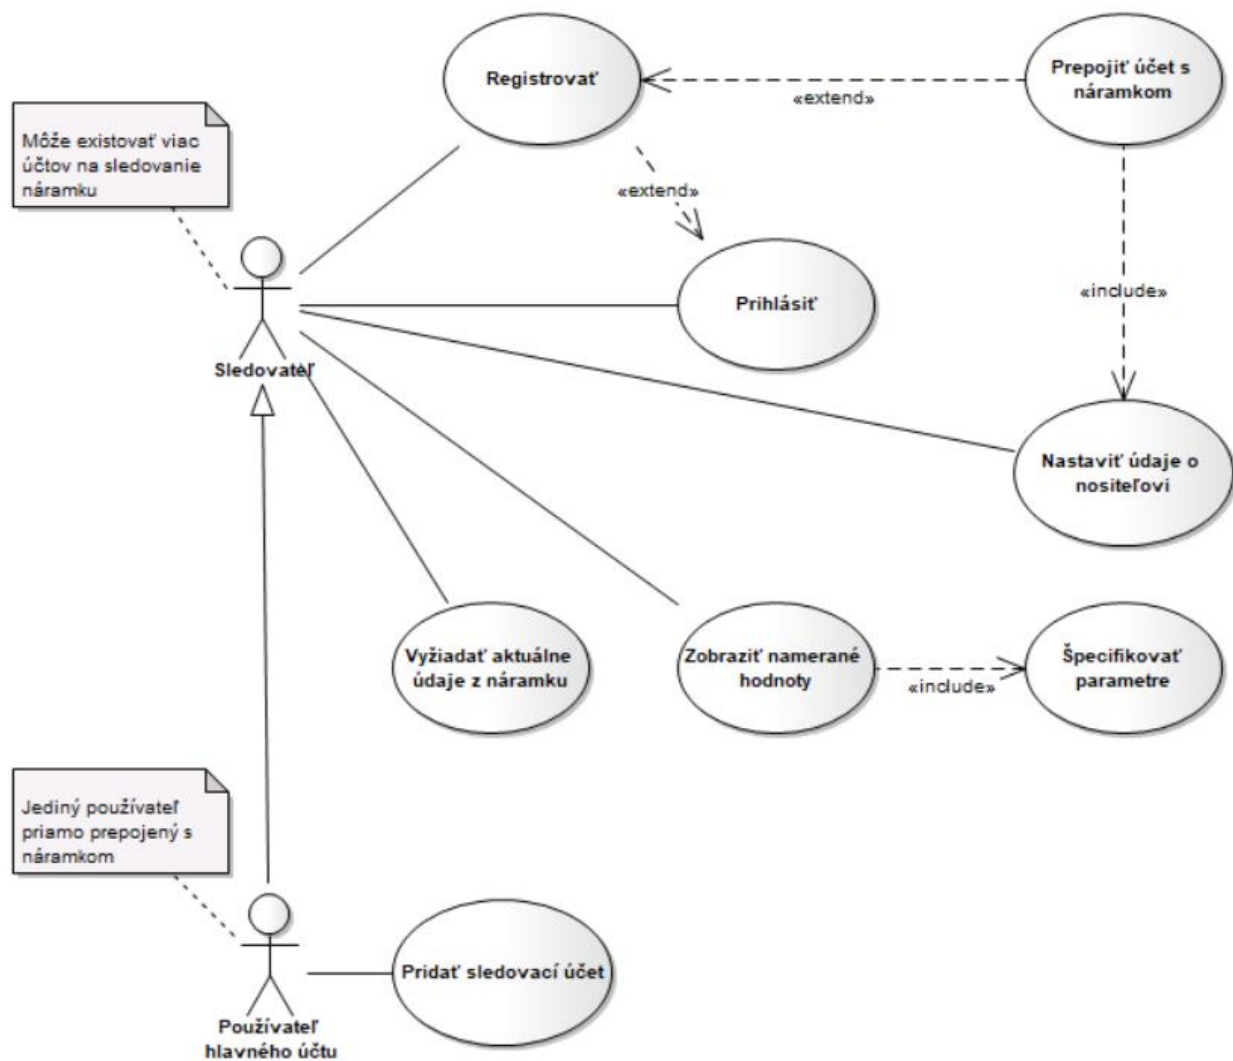 Registrovať
Prepojiť účet s
náramkom
«extend»
Môže existovať viac
účtov na sledovanie
náramku
«extend»
Prihlásiť
«include»
Sledovateľ
Nastaviť údaje o
nositeľovi
Vyžiadať aktuálne
údaje z náramku
Zobraziť namerané
hodnoty
«include»
Špecifikovať
parametre
Jediný používateľ
priamo prepojený s
náramkom
Pridať sledovací účet
Používateľ
hlavného účtu